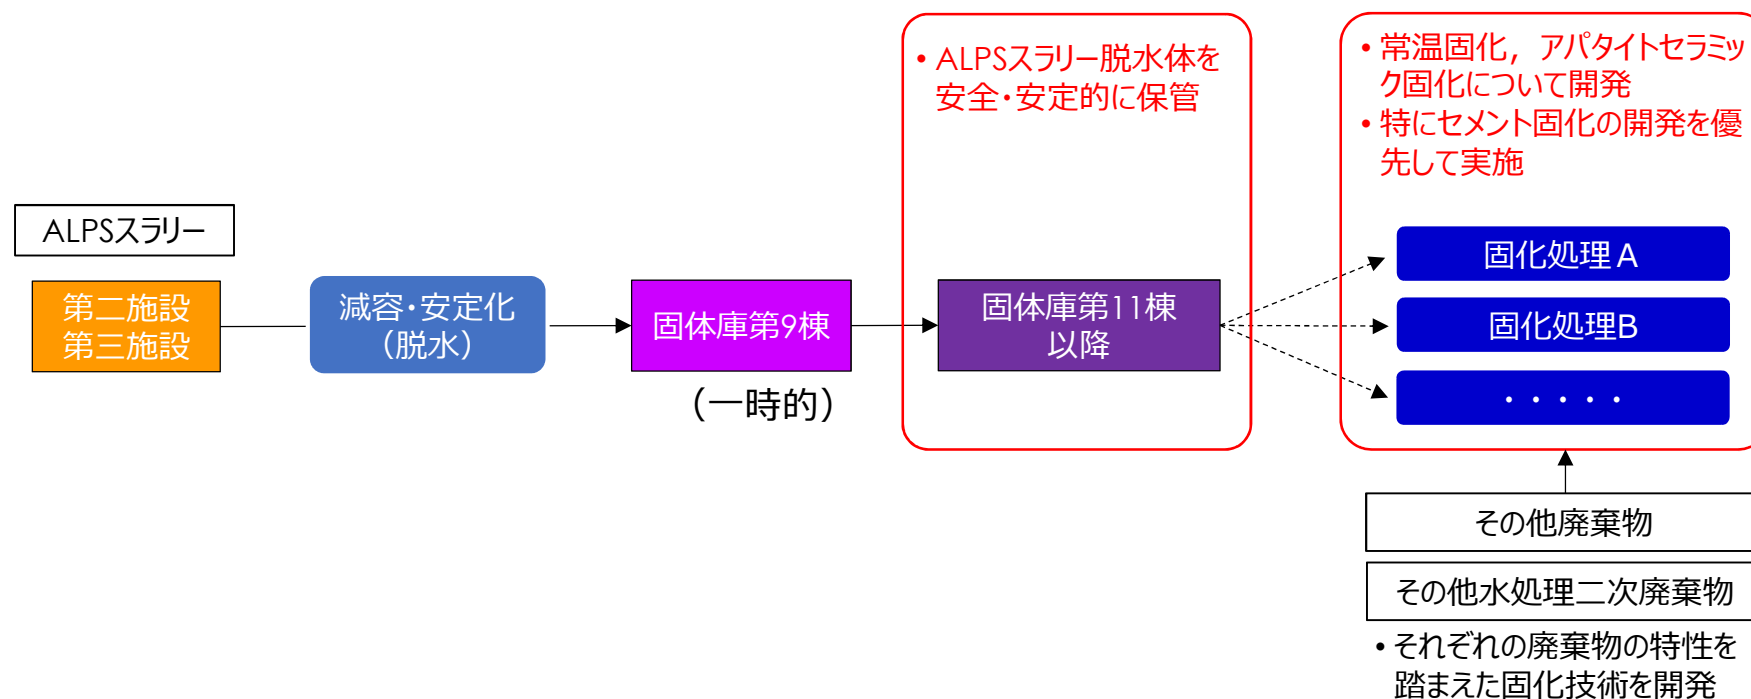 ALPSスラリー
第二施設
第三施設
減容・安定化
（脱水）
固体庫第9棟
（一時的）
• ALPSスラリー脱水体を
安全・安定的に保管
固体庫第11棟
以降
• 常温固化，アパタイトセラミッ
ク固化について開発
• 特にセメント固化の開発を優
先して実施
固化処理A
固化処理B
・・・・・
その他廃棄物
その他水処理二次廃棄物
• それぞれの廃棄物の特性を
踏まえた固化技術を開発